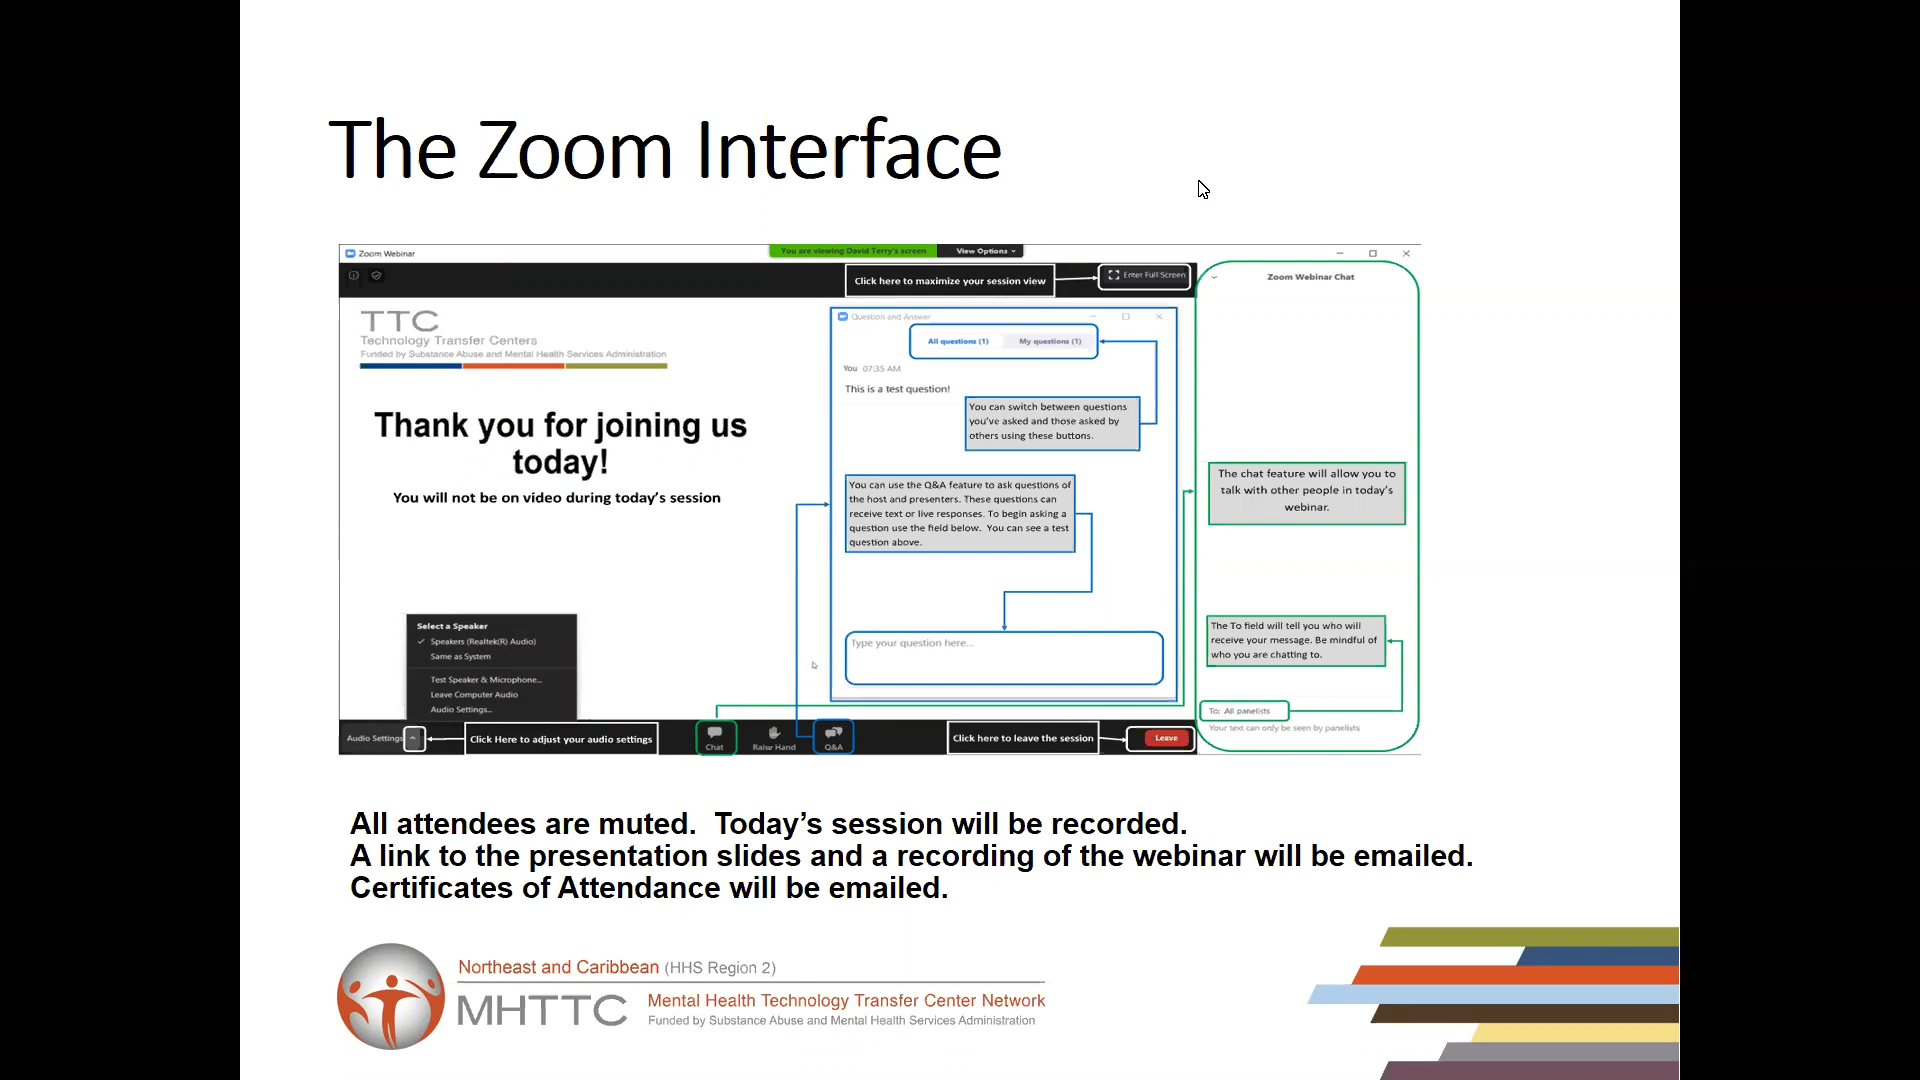 The Zoom Interface
Zoom Webinar
You are viewing David Terry's screen
View Options
Click here to maximize your session view
Enter Full Screen
Zoom Webinar Chat
TTC
Technology Transfer Centers
Funded by Substance Abuse and Mental Health Services Administration
Thank you for joining us
today!
You will not be on video during today's session
Question and Answer
All questions (1)
My questions (1)
You 07:35 AM
This is a test question!
You can switch between questions
you've asked and those asked by
others using these buttons.
You can use the Q&A feature to ask questions of
the host and presenters. These questions can
receive text or live responses. To begin asking a
question use the field below. You can see a test
question above.
Type your question here...
The chat feature will allow you to
talk with other people in today's
webinar.
The To field will tell you who will
receive your message. Be mindful of
who you are chatting to.
To: All panelists
Your text can only be seen by panelists
Select a Speaker
✓ Speakers (Realtek(R) Audio)
Same as System
Test Speaker & Microphone...
Leave Computer Audio
Audio Settings...
Audio Settings
Click Here to adjust your audio settings
Chat
Raise Hand
Q&A
Click here to leave the session
Leave
All attendees are muted. Today’s session will be recorded.
A link to the presentation slides and a recording of the webinar will be emailed.
Certificates of Attendance will be emailed.
Northeast and Caribbean (HHS Region 2)
MHTTC
Mental Health Technology Transfer Center Network
Funded by Substance Abuse and Mental Health Services Administration